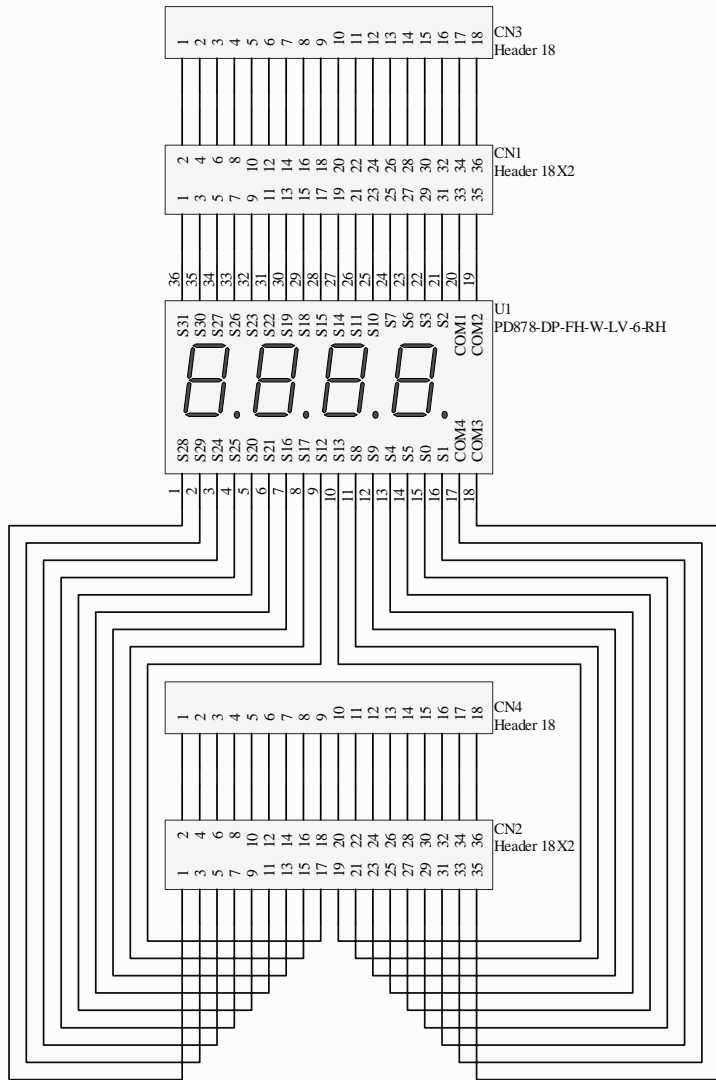 1 2 3 4 5 6 7 8 9 10 11 12 13 14 15 16 17 18
CN3
Header 18
2 4 6 8 10 12 14 16 18 20 22 24 26 28 30 32 34 36
CN1
Header 18X2
1 3 5 7 9 11 13 15 17 19 21 23 25 27 29 31 33 35
36 35 34 33 32 31 30 29 28 27 26 25 24 23 22 21 20 19
U1
PD878-DP-FH-W-LV-6-RH
S31 S30 S27 S26 S23 S22 S19 S18 S15 S14 S11 S10 S7 S6 S3 S2 COM1 COM2
8.8.8.8.
S28 S29 S24 S25 S20 S21 S16 S17 S12 S13 S8 S9 S4 S5 S0 S1 COM4 COM3
1 2 3 4 5 6 7 8 9 10 11 12 13 14 15 16 17 18
1 2 3 4 5 6 7 8 9 10 11 12 13 14 15 16 17 18
CN4
Header 18
2 4 6 8 10 12 14 16 18 20 22 24 26 28 30 32 34 36
CN2
Header 18X2
1 3 5 7 9 11 13 15 17 19 21 23 25 27 29 31 33 35